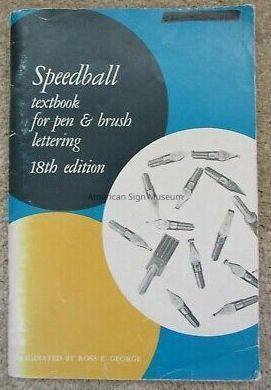 Speedball
textbook
for pen & brush
lettering
18th edition
American Sign Museum
ORIGINATED BY ROSS F. GEORGE